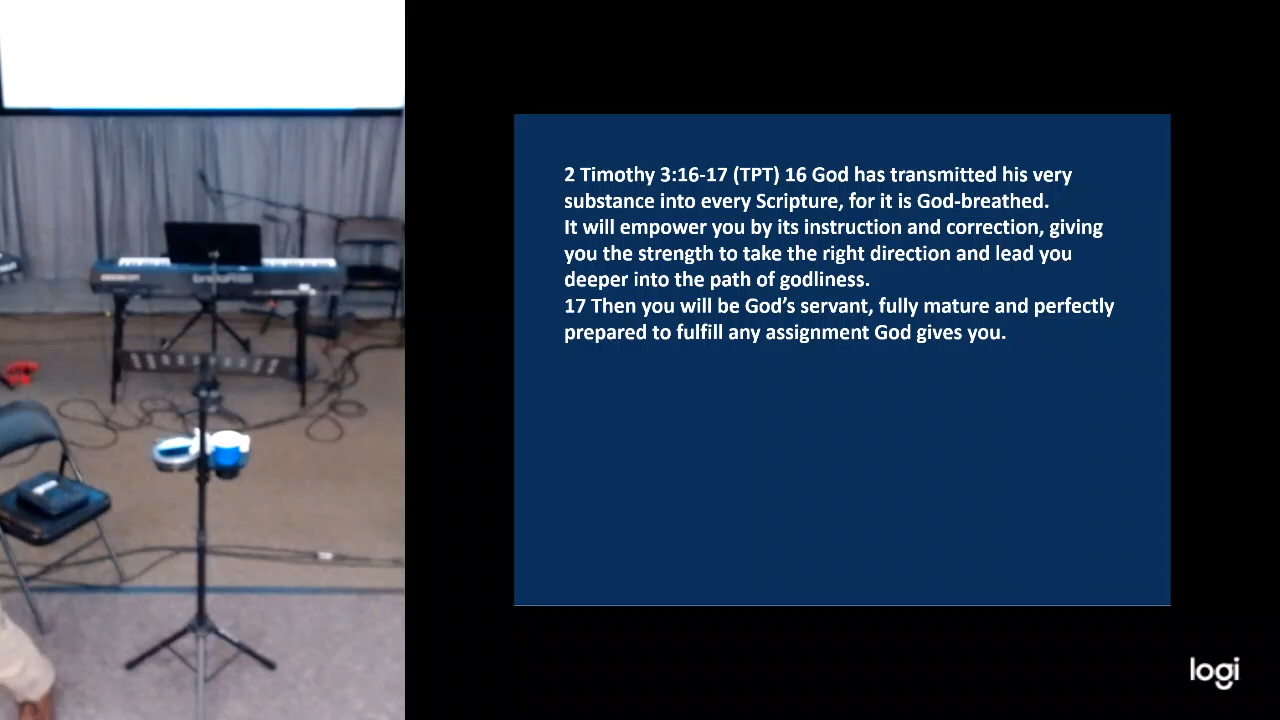 2 Timothy 3:16-17 (TPT) 16 God has transmitted his very
substance into every Scripture, for it is God-breathed.
It will empower you by its instruction and correction, giving
you the strength to take the right direction and lead you
deeper into the path of godliness.
17 Then you will be God’s servant, fully mature and perfectly
prepared to fulfill any assignment God gives you.
logi